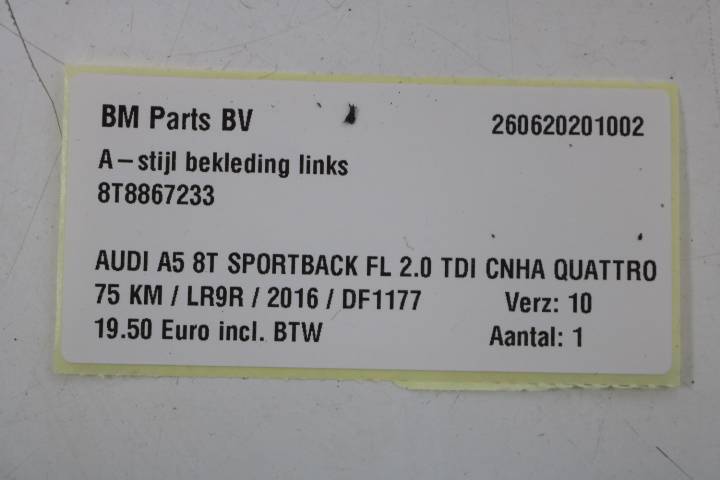 BM Parts BV 260620201002
A-stijl bekleding links
8T8867233
AUDI A5 8T SPORTBACK FL 2.0 TDI CNHA QUATTRO
75 KM / LR9R / 2016 / DF1177 Verz: 10
19.50 Euro incl. BTW Aantal: 1